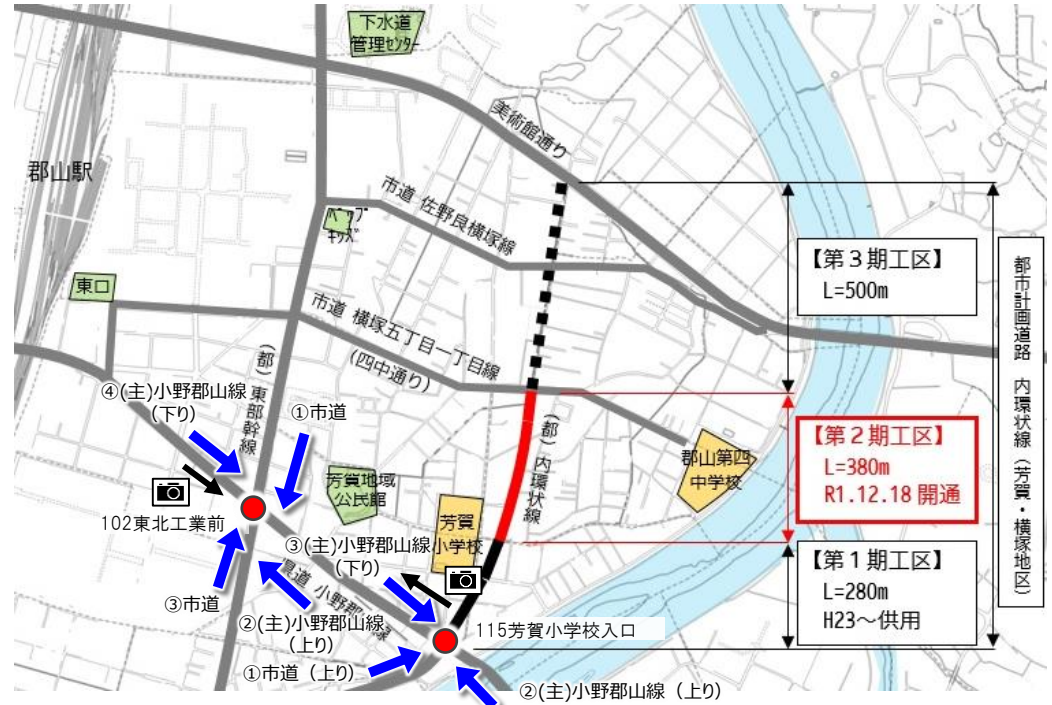 下水道
管理センター
美術館通り
郡山駅
市道 佐野良横塚線
ペップ
キッズ
東口
市道 横塚五丁目一丁目線
(四中通り)
(都) 東部幹線
④(主)小野郡山線
(下り)
①市道
102東北工業前
③市道
②(主)小野郡山線
(上り)
芳賀地域
公民館
芳賀
小学校
③(主)小野郡山線
(下り)
県道 小野郡山線
115芳賀小学校入口
①市道 (上り)
②(主)小野郡山線 (上り)
(都) 内環状線
郡山第四
中学校
【第3期工区】
L=500m
【第2期工区】
L=380m
R1.12.18 開通
【第1期工区】
L=280m
H23～供用
都市計画道路 内環状線 (芳賀・横塚地区)